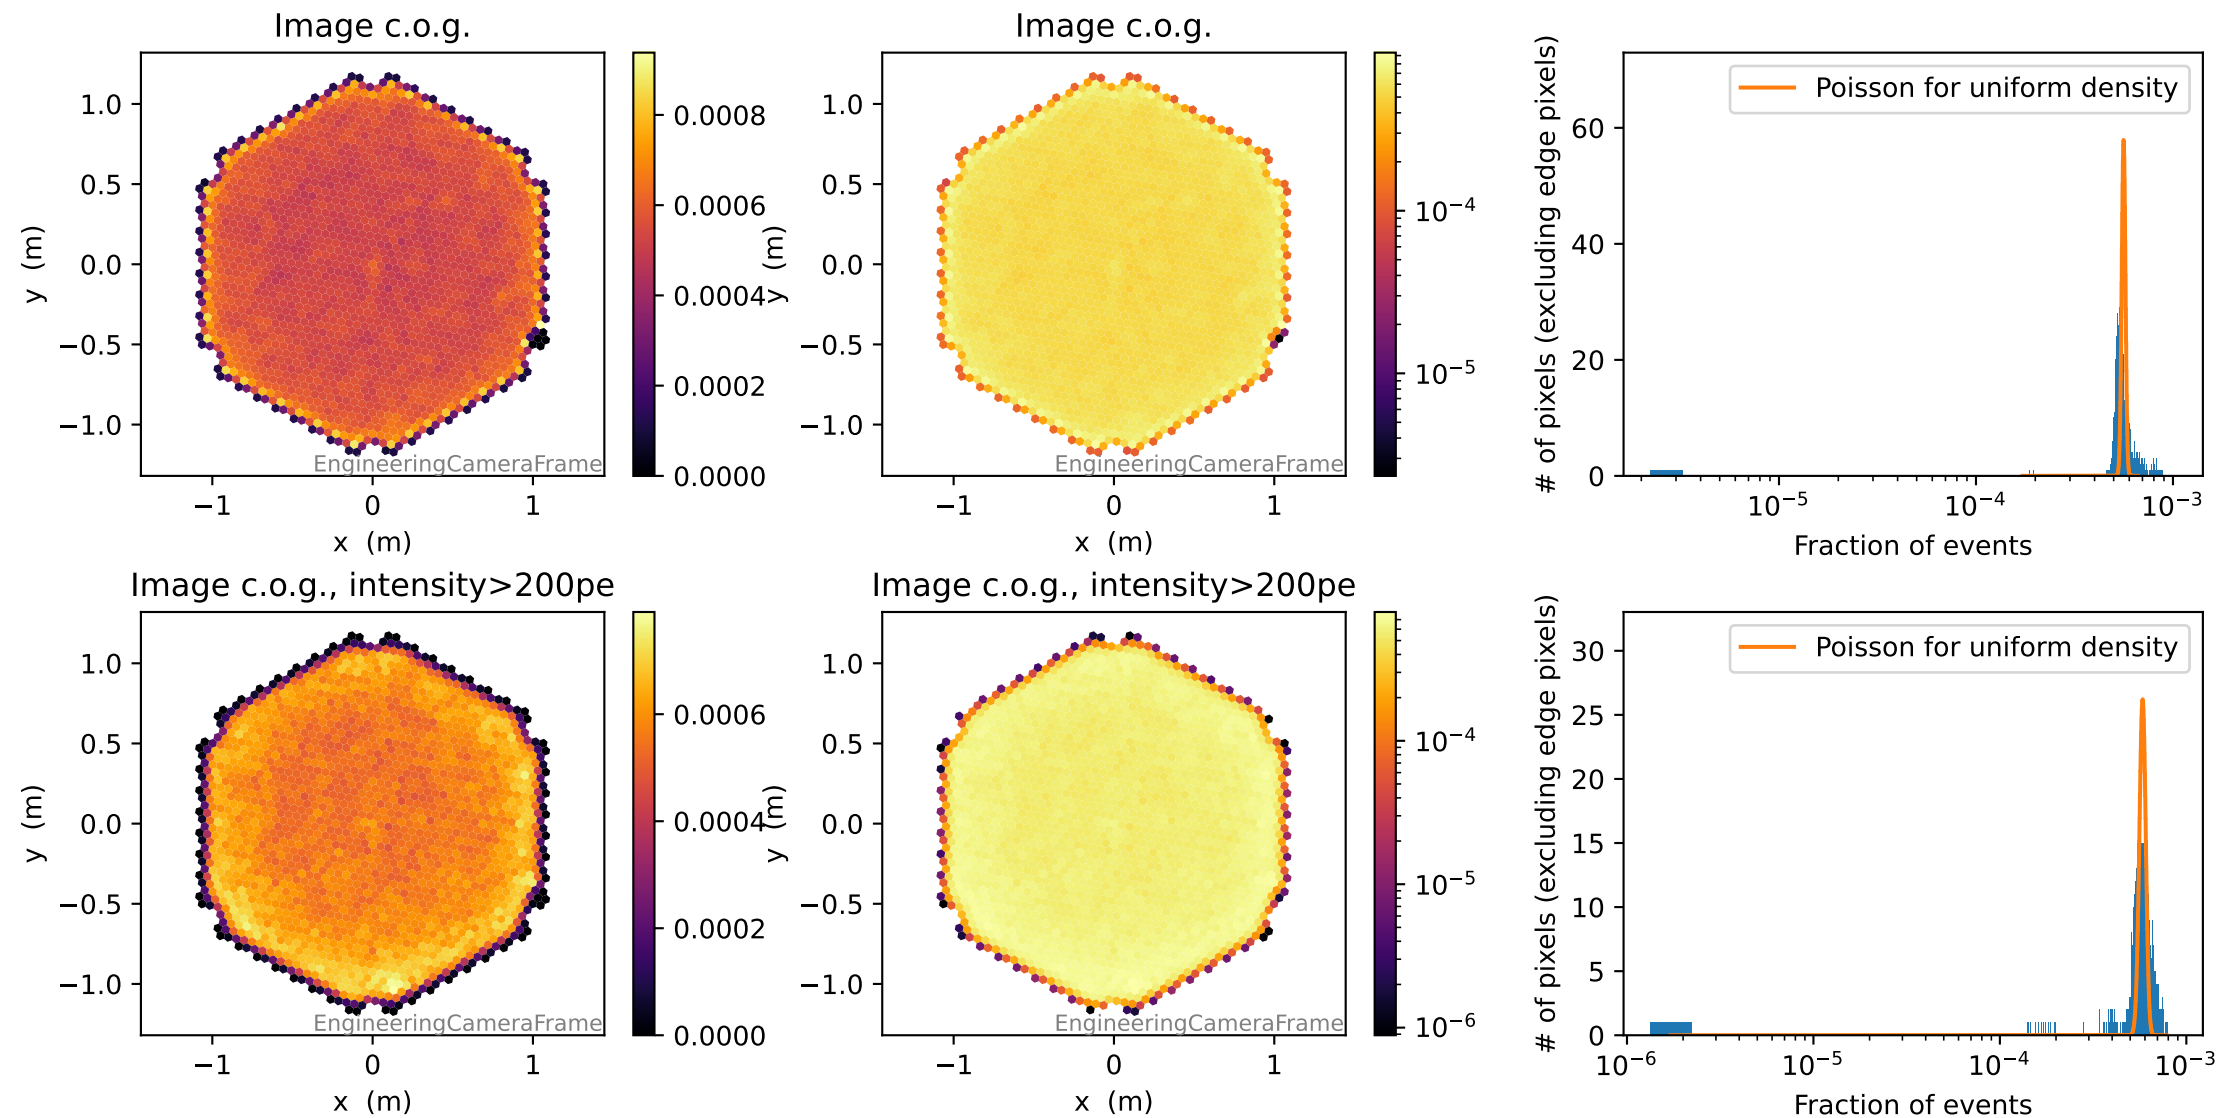 Image c.o.g.
1.0
0.5
0.0
−0.5
−1.0
y (m)
−1
0
1
x (m)
EngineeringCameraFrame
0.0008
0.0006
0.0004
0.0002
0.0000
Image c.o.g.
1.0
0.5
0.0
−0.5
−1.0
y (m)
−1
0
1
x (m)
EngineeringCameraFrame
10⁻⁴
10⁻⁵
Poisson for uniform density
# of pixels (excluding edge pixels)
60
40
20
0
10⁻⁵
10⁻⁴
10⁻³
Fraction of events
Image c.o.g., intensity>200pe
1.0
0.5
0.0
−0.5
−1.0
y (m)
−1
0
1
x (m)
EngineeringCameraFrame
0.0006
0.0004
0.0002
0.0000
Image c.o.g., intensity>200pe
1.0
0.5
0.0
−0.5
−1.0
y (m)
−1
0
1
x (m)
EngineeringCameraFrame
10⁻⁴
10⁻⁵
10⁻⁶
Poisson for uniform density
# of pixels (excluding edge pixels)
30
25
20
15
10
5
0
10⁻⁶
10⁻⁵
10⁻⁴
10⁻³
Fraction of events